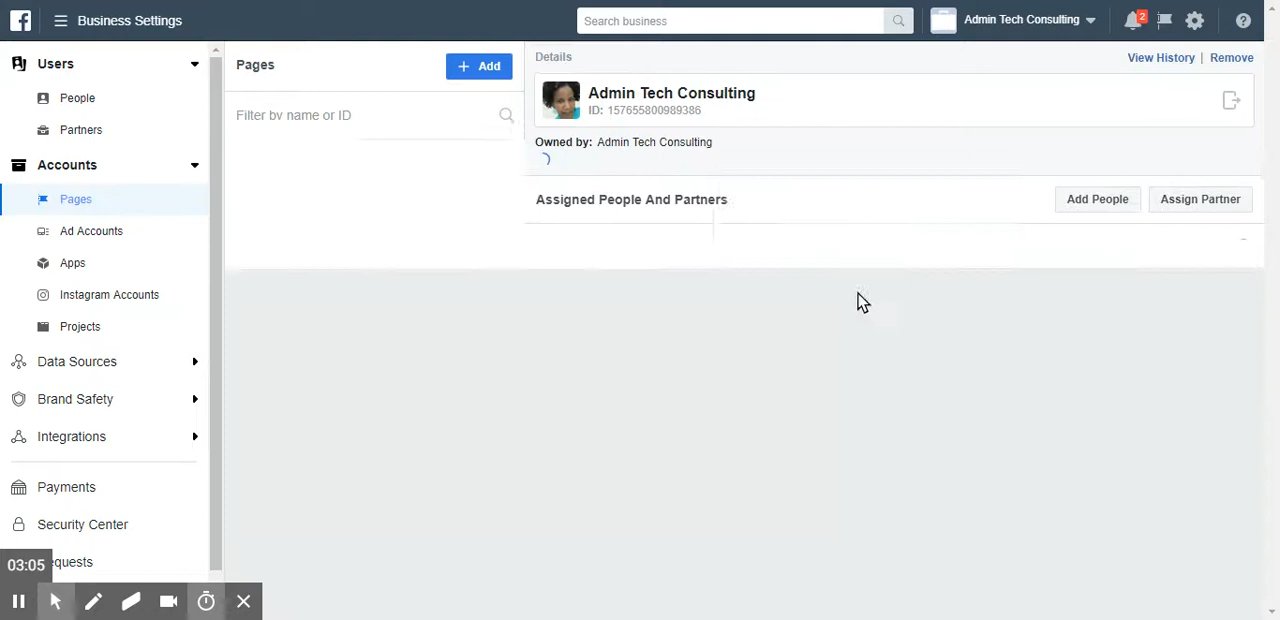 Business Settings
Search business
Admin Tech Consulting
2
?
Users
People
Partners
Accounts
Pages
Ad Accounts
Apps
Instagram Accounts
Projects
Data Sources
Brand Safety
Integrations
Payments
Security Center
equests
03:05
Pages
+ Add
Filter by name or ID
Details
View History | Remove
Admin Tech Consulting
ID: 157655800989386
Owned by: Admin Tech Consulting
Assigned People And Partners
Add People
Assign Partner